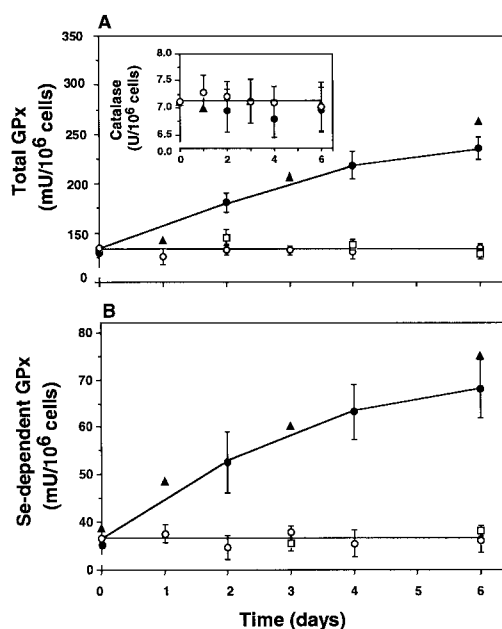 A
350
300
250
200
150
100
0
Total GPx
(mU/10⁶ cells)
8.0
7.5
7.0
6.5
6.0
Catalase
(U/10⁶ cells)
0 2 4 6
B
80
70
60
50
40
0
Se-dependent GPx
(mU/10⁶ cells)
0 1 2 3 4 5 6
Time (days)